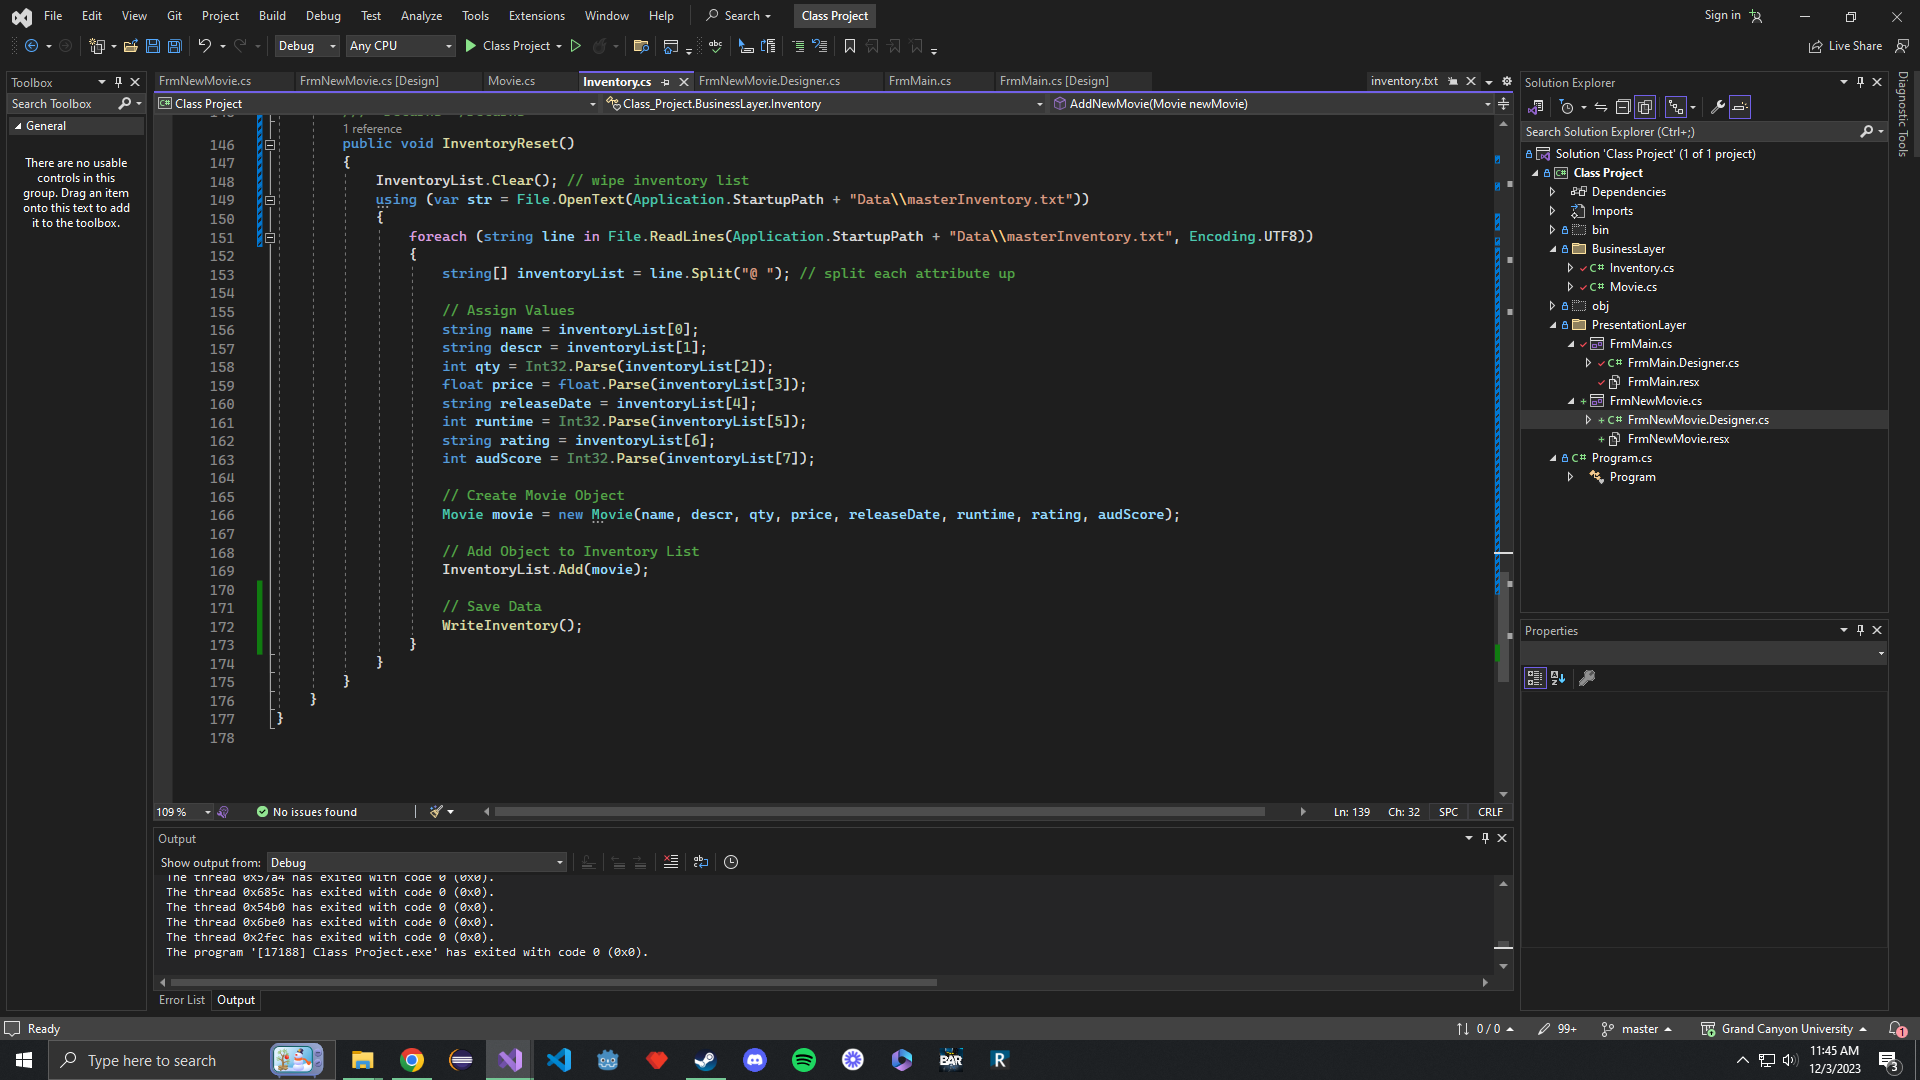 File Edit View Git Project Build Debug Test Analyze Tools Extensions Window Help Search Class Project Sign in
Debug Any CPU Class Project Live Share
Toolbox
Search Toolbox
General
There are no usable
controls in this
group. Drag an item
onto this text to add
it to the toolbox.
FrmNewMovie.cs FrmNewMovie.cs [Design] Movie.cs Inventory.cs FrmNewMovie.Designer.cs FrmMain.cs FrmMain.cs [Design] inventory.txt
Class Project Class_Project.BusinessLayer.Inventory AddNewMovie(Movie newMovie)
1 reference
146 public void InventoryReset()
147 {
148 InventoryList.Clear(); // wipe inventory list
149 using (var str = File.OpenText(Application.StartupPath + "Data\\masterInventory.txt"))
150 {
151 foreach (string line in File.ReadLines(Application.StartupPath + "Data\\masterInventory.txt", Encoding.UTF8))
152 {
153 string[] inventoryList = line.Split("@ "); // split each attribute up
154
155 // Assign Values
156 string name = inventoryList[0];
157 string descr = inventoryList[1];
158 int qty = Int32.Parse(inventoryList[2]);
159 float price = float.Parse(inventoryList[3]);
160 string releaseDate = inventoryList[4];
161 int runtime = Int32.Parse(inventoryList[5]);
162 string rating = inventoryList[6];
163 int audScore = Int32.Parse(inventoryList[7]);
164
165 // Create Movie Object
166 Movie movie = new Movie(name, descr, qty, price, releaseDate, runtime, rating, audScore);
167
168 // Add Object to Inventory List
169 InventoryList.Add(movie);
170
171 // Save Data
172 WriteInventory();
173 }
174 }
175 }
176 }
177 }
178
109 % No issues found Ln: 139 Ch: 32 SPC CRLF
Output
Show output from: Debug
The thread 0x57a4 has exited with code 0 (0x0).
The thread 0x685c has exited with code 0 (0x0).
The thread 0x54b0 has exited with code 0 (0x0).
The thread 0x6be0 has exited with code 0 (0x0).
The thread 0x2fec has exited with code 0 (0x0).
The program '[17188] Class Project.exe' has exited with code 0 (0x0).
Error List Output
Solution Explorer
Search Solution Explorer (Ctrl+;)
Solution 'Class Project' (1 of 1 project)
C# Class Project
Dependencies
Imports
bin
BusinessLayer
C# Inventory.cs
C# Movie.cs
obj
PresentationLayer
FrmMain.cs
C# FrmMain.Designer.cs
FrmMain.resx
FrmNewMovie.cs
C# FrmNewMovie.Designer.cs
FrmNewMovie.resx
C# Program.cs
Program
Properties
Diagnostic Tools
Ready 0 / 0 99+ master Grand Canyon University 1
Type here to search BAR R 11:45 AM
12/3/2023 3